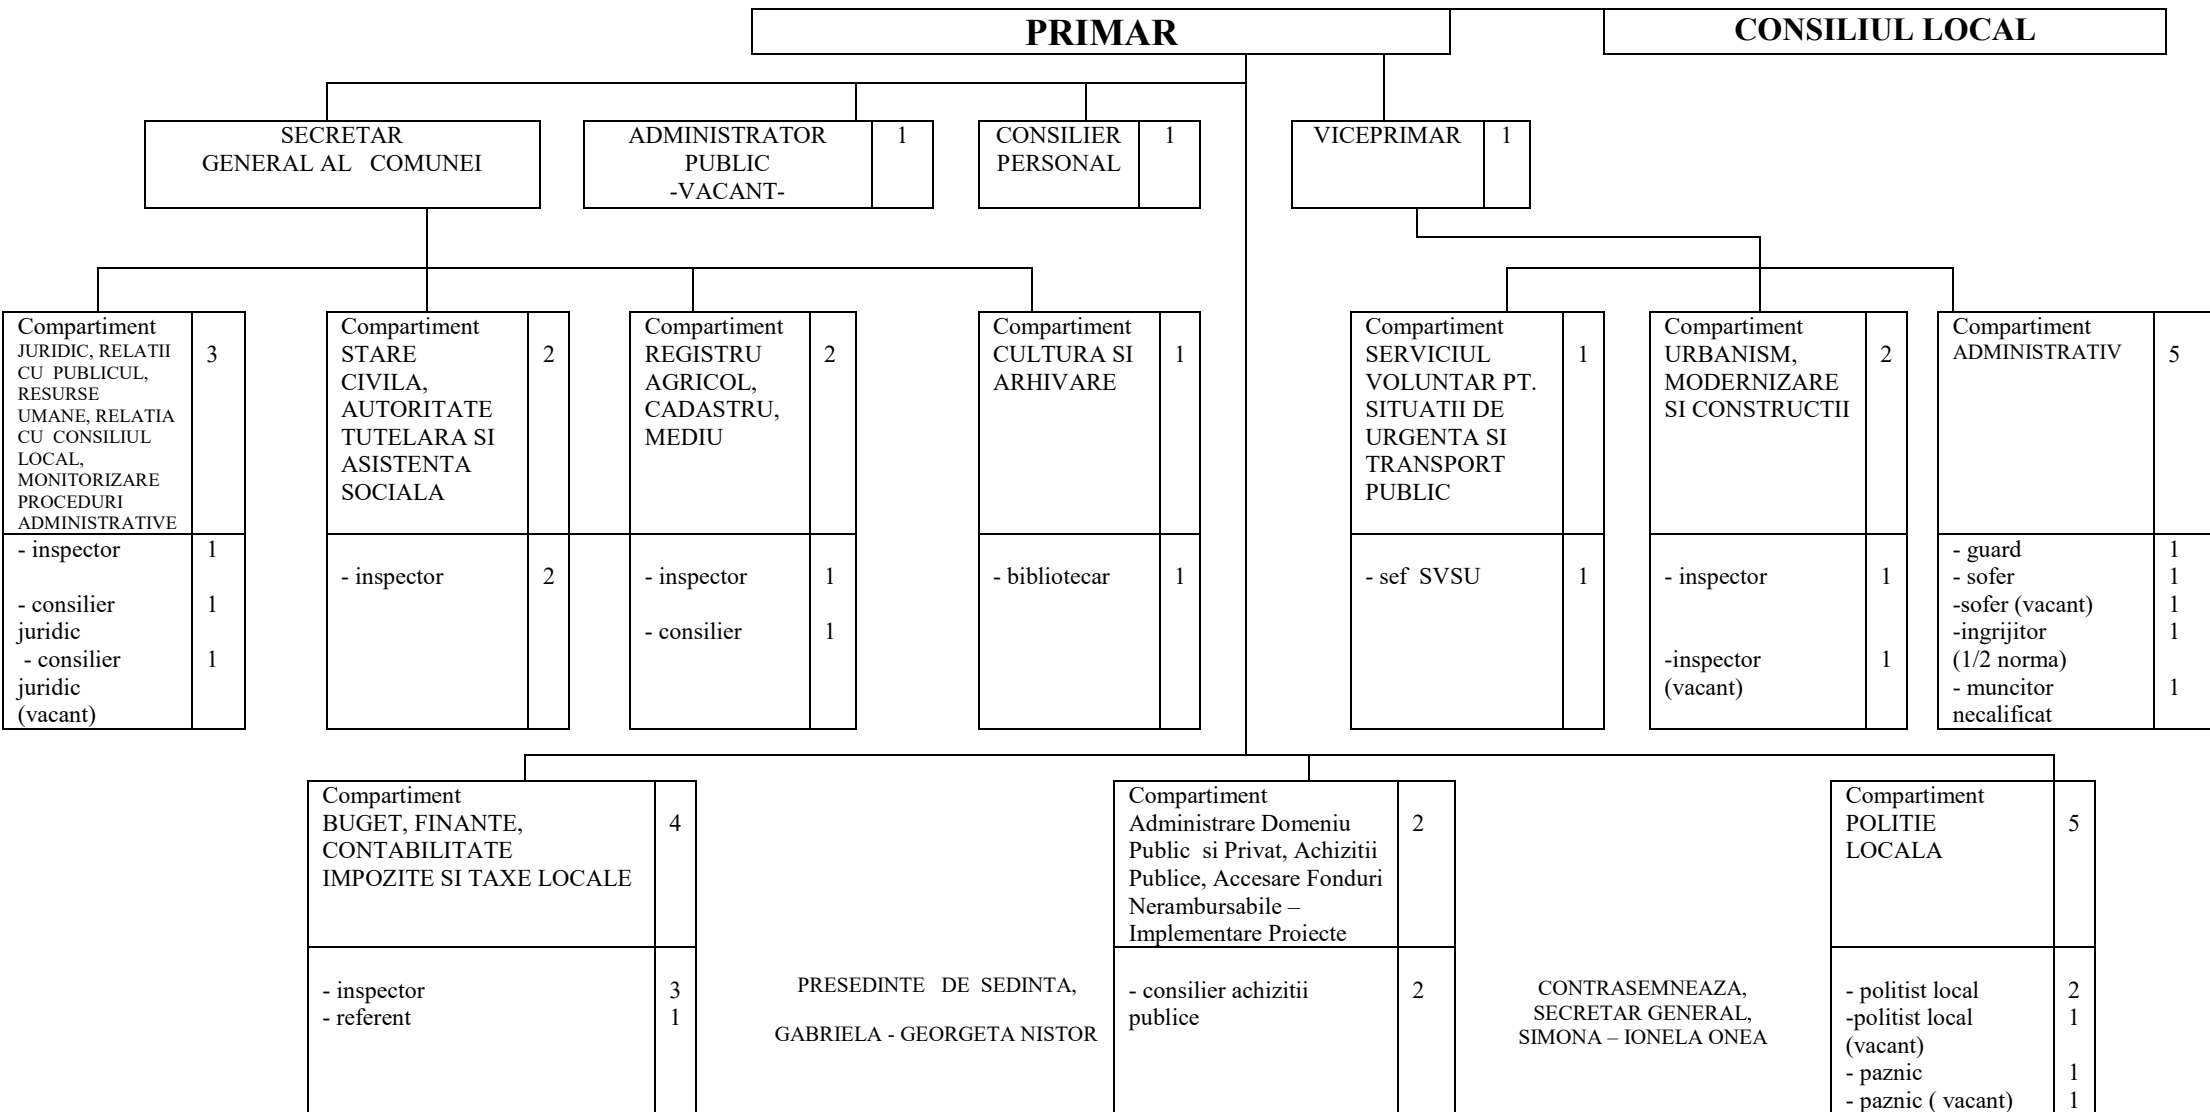 PRIMAR
CONSILIUL LOCAL
SECRETAR
GENERAL AL COMUNEI
ADMINISTRATOR
PUBLIC
-VACANT-
1
CONSILIER
PERSONAL
1
VICEPRIMAR
1
Compartiment
JURIDIC, RELATII
CU PUBLICUL,
RESURSE
UMANE, RELATIA
CU CONSILIUL
LOCAL,
MONITORIZARE
PROCEDURI
ADMINISTRATIVE
3
- inspector 1
- consilier 1
juridic
- consilier 1
juridic
(vacant)
Compartiment
STARE
CIVILA,
AUTORITATE
TUTELARA SI
ASISTENTA
SOCIALA
2
- inspector 2
Compartiment
REGISTRU
AGRICOL,
CADASTRU,
MEDIU
2
- inspector 1
- consilier 1
Compartiment
CULTURA SI
ARHIVARE
1
- bibliotecar 1
Compartiment
SERVICIUL
VOLUNTAR PT.
SITUATII DE
URGENTA SI
TRANSPORT
PUBLIC
1
- sef SVSU 1
Compartiment
URBANISM,
MODERNIZARE
SI CONSTRUCTII
2
- inspector 1
-inspector 1
(vacant)
Compartiment
ADMINISTRATIV
5
- guard 1
- sofer 1
-sofer (vacant) 1
-ingrijitor 1
(1/2 norma)
- muncitor 1
necalificat
Compartiment
BUGET, FINANTE,
CONTABILITATE
IMPOZITE SI TAXE LOCALE
4
- inspector 3
- referent 1
PRESEDINTE DE SEDINTA,
GABRIELA - GEORGETA NISTOR
Compartiment
Administrare Domeniu
Public si Privat, Achizitii
Publice, Accesare Fonduri
Nerambursabile –
Implementare Proiecte
2
- consilier achizitii 2
publice
CONTRASEMNEAZA,
SECRETAR GENERAL,
SIMONA – IONELA ONEA
Compartiment
POLITIE
LOCALA
5
- politist local 2
-politist local 1
(vacant)
- paznic 1
- paznic ( vacant) 1